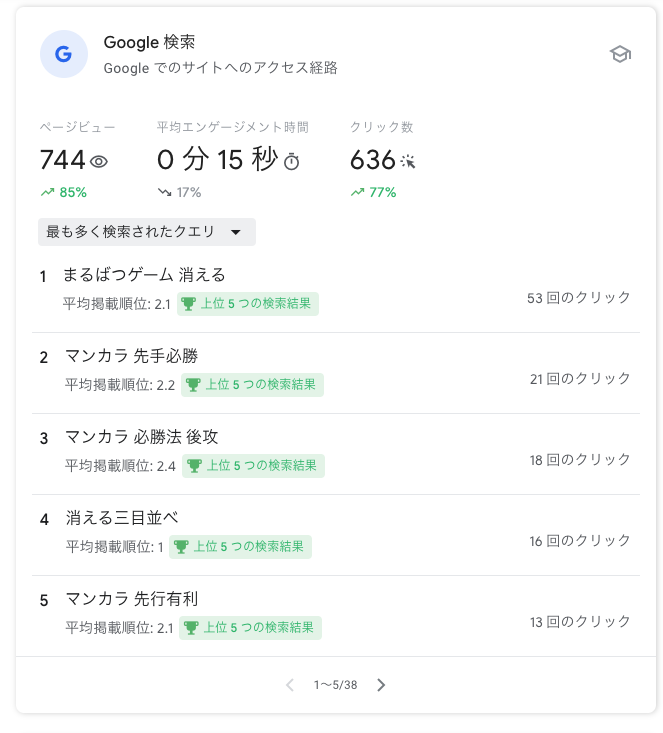 G
Google 検索
Google でのサイトへのアクセス経路
ページビュー 平均エンゲージメント時間 クリック数
744 0 分 15 秒 636
85% 17% 77%
最も多く検索されたクエリ
1 まるばつゲーム 消える
平均掲載順位: 2.1 上位 5 つの検索結果
53 回のクリック
2 マンカラ 先手必勝
平均掲載順位: 2.2 上位 5 つの検索結果
21 回のクリック
3 マンカラ 必勝法 後攻
平均掲載順位: 2.4 上位 5 つの検索結果
18 回のクリック
4 消える三目並べ
平均掲載順位: 1 上位 5 つの検索結果
16 回のクリック
5 マンカラ 先行有利
平均掲載順位: 2.1 上位 5 つの検索結果
13 回のクリック
1〜5/38